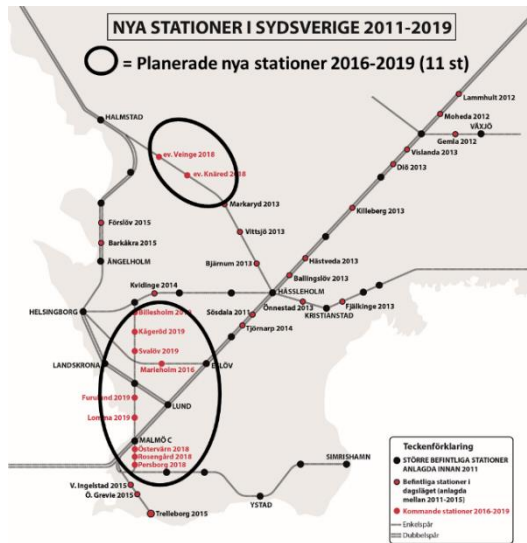 NYA STATIONER I SYDSVERIGE 2011-2019
= Planerade nya stationer 2016-2019 (11 st)
Lammhult 2012
Moheda 2012
HALMSTAD
VÄXJÖ
Gemla 2012
ev. Veinge 2018
Vislanda 2013
Diö 2013
ev. Knäred 2018
Markaryd 2013
Killeberg 2013
Förslöv 2015
Vittsjö 2013
Barkåkra 2015
Hästveda 2013
ÄNGELHOLM
Bjärnum 2013
Ballingslöv 2013
Kvidinge 2014
HÄSSLEHOLM
Önnestad 2013
Fjälkinge 2013
HELSINGBORG
Billesholm
Sösdala 2011
KRISTIANSTAD
Kågeröd 2019
Tjörnarp 2014
Svalöv 2019
Marieholm 2016
LANDSKRONA
Furulund 2019
LUND
Lomma 2019
MALMÖ C
Östervärn 2018
Rosengård 2018
Persborg 2018
SIMRISHAMN
V. Ingelstad 2015
Ö. Grevie 2015
YSTAD
Trelleborg 2015
Teckenförklaring
STÖRRE BEFINTLIGA STATIONER
ANLAGDA INNAN 2011
Befintliga stationer i
dagsläget (anlagda
mellan 2011-2015)
Kommande stationer 2016-2019
Enkelspår
Dubbelspår